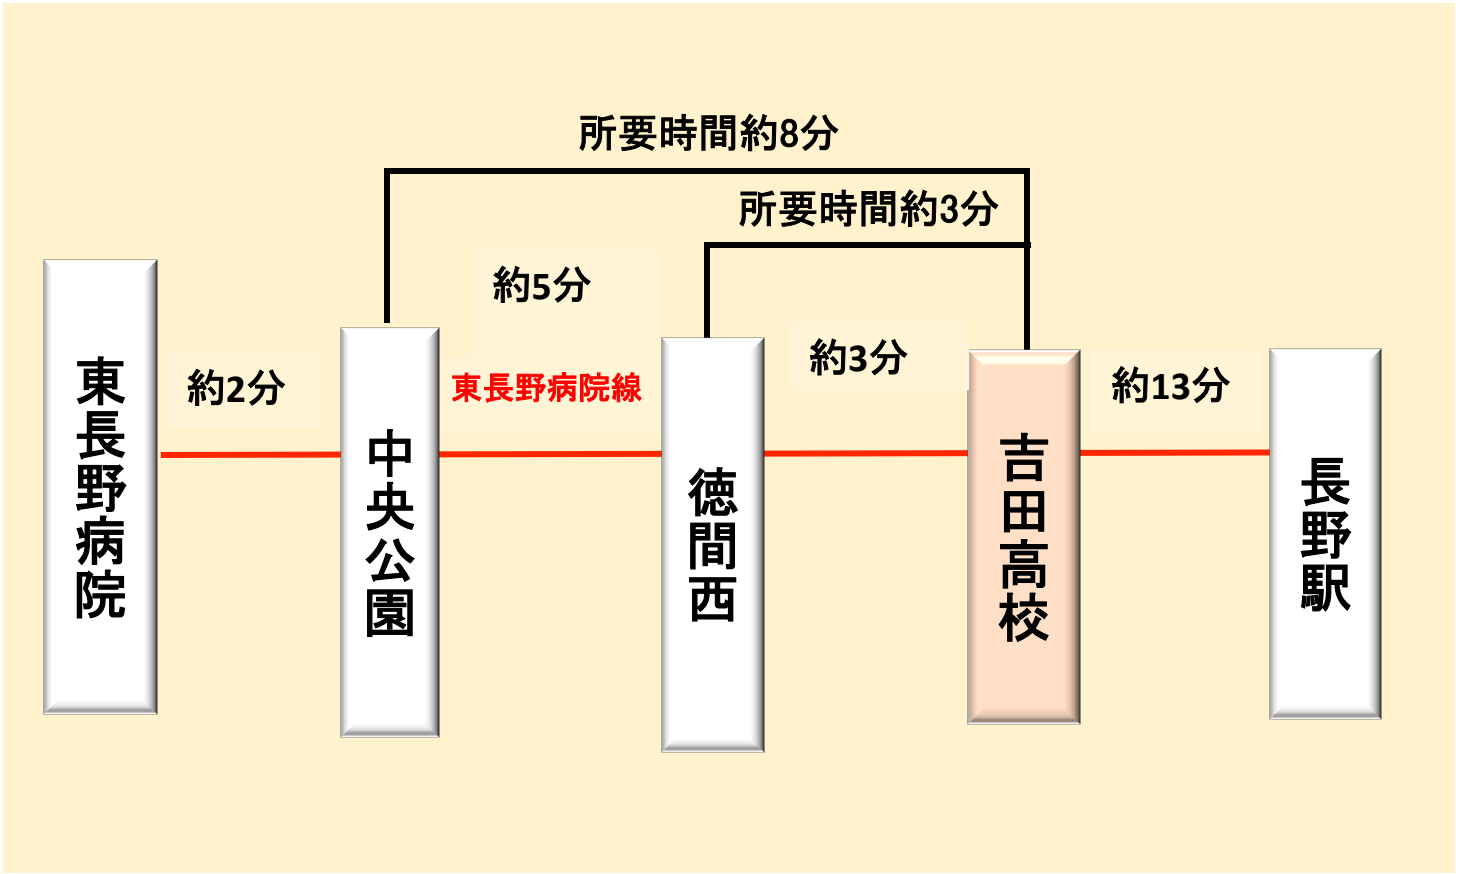 所要時間約8分
所要時間約3分
約5分
約3分
約2分
東長野病院線
約13分
東長野病院
中央公園
徳間西
吉田高校
長野駅